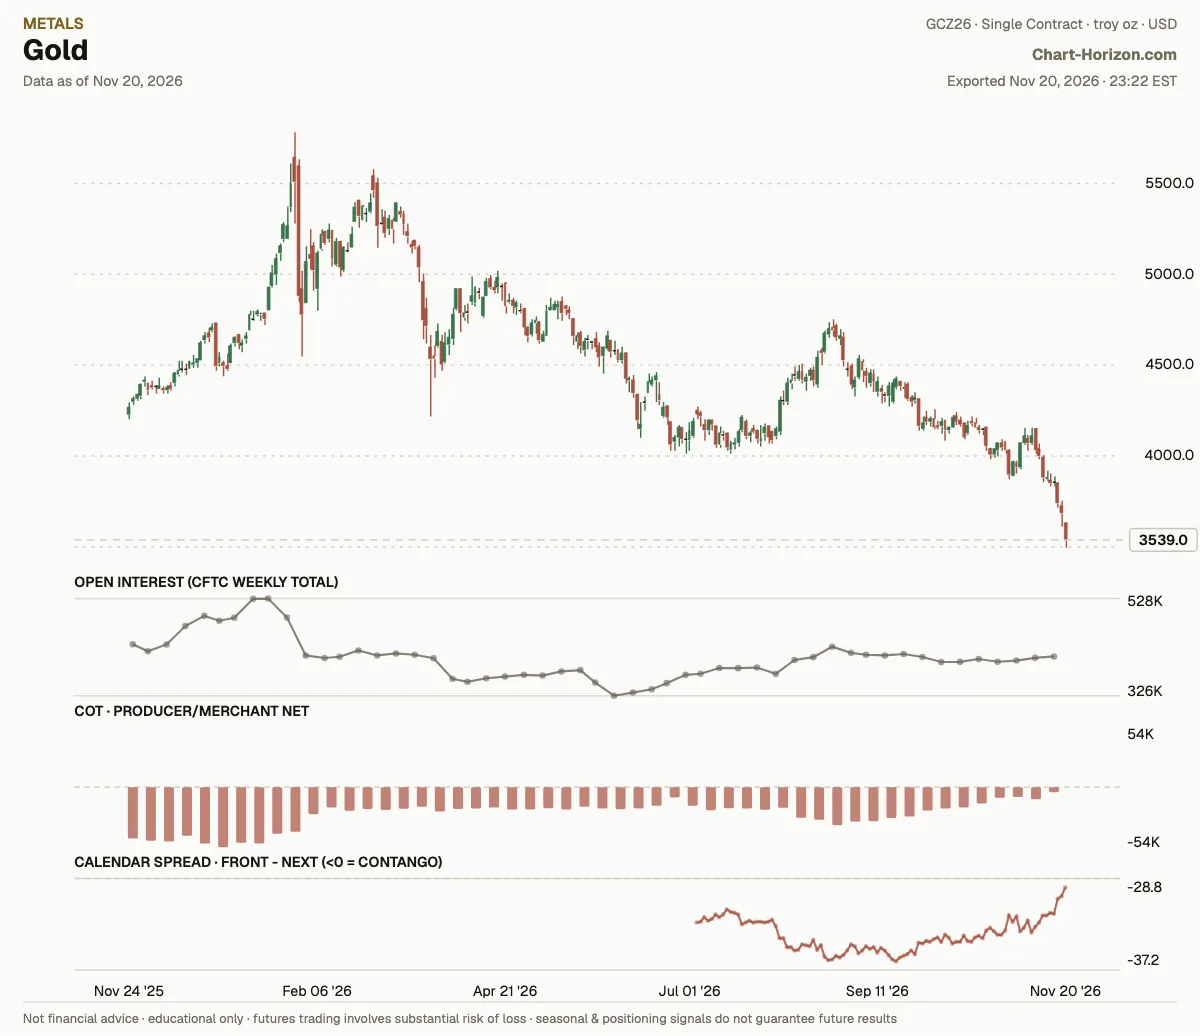 METALS
GCZ26 · Single Contract · troy oz · USD
Gold
Chart-Horizon.com
Data as of Nov 20, 2026
Exported Nov 20, 2026 · 23:22 EST
5500.0
5000.0
4500.0
4000.0
3539.0
OPEN INTEREST (CFTC WEEKLY TOTAL)
528K
326K
COT · PRODUCER/MERCHANT NET
54K
-54K
CALENDAR SPREAD · FRONT - NEXT (<0 = CONTANGO)
-28.8
-37.2
Nov 24 '25 Feb 06 '26 Apr 21 '26 Jul 01 '26 Sep 11 '26 Nov 20 '26
Not financial advice · educational only · futures trading involves substantial risk of loss · seasonal & positioning signals do not guarantee future results